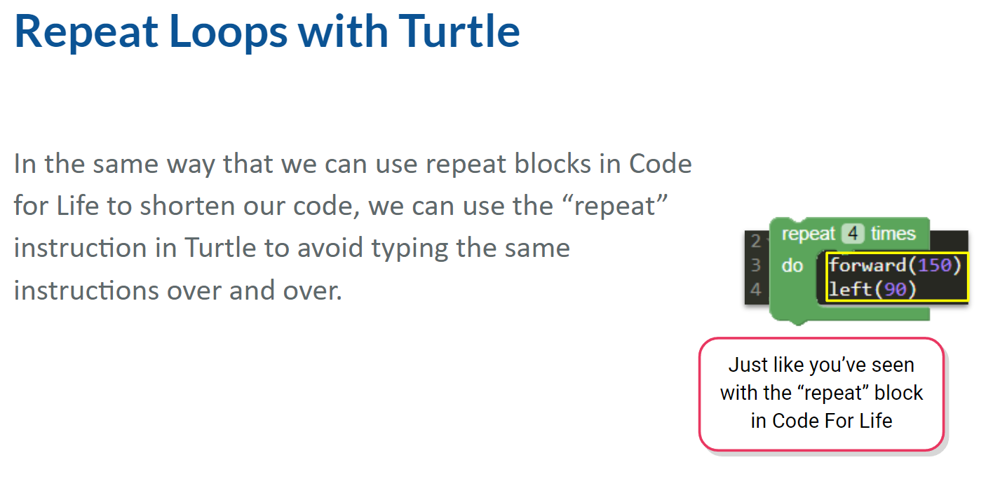 Repeat Loops with Turtle
In the same way that we can use repeat blocks in Code
for Life to shorten our code, we can use the “repeat”
instruction in Turtle to avoid typing the same
instructions over and over.
2
repeat 4 times
3 do forward(150)
4 left(90)
Just like you’ve seen
with the “repeat” block
in Code For Life